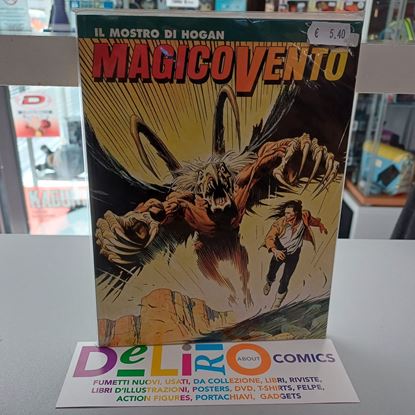 IL MOSTRO DI HOGAN
€ 5,40
MAGICO VENTO
DeLiRiO ABOUT COMICS
FUMETTI NUOVI, USATI, DA COLLEZIONE, LIBRI, RIVISTE,
LIBRI D'ILLUSTRAZIONI, POSTERS, DVD, T-SHIRTS, FELPE,
ACTION FIGURES, PORTACHIAVI, GADGETS